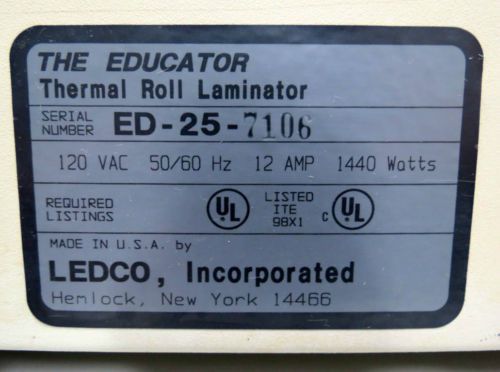 THE EDUCATOR
Thermal Roll Laminator
SERIAL NUMBER ED-25-7106
120 VAC 50/60 Hz 12 AMP 1440 Watts
REQUIRED LISTINGS UL LISTED ITE 98X1 C UL
MADE IN U.S.A. by
LEDCO, Incorporated
Hemlock, New York 14466